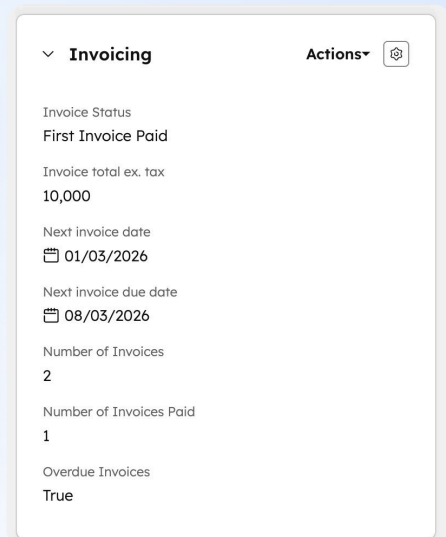 Invoicing
Actions
Invoice Status
First Invoice Paid
Invoice total ex. tax
10,000
Next invoice date
01/03/2026
Next invoice due date
08/03/2026
Number of Invoices
2
Number of Invoices Paid
1
Overdue Invoices
True